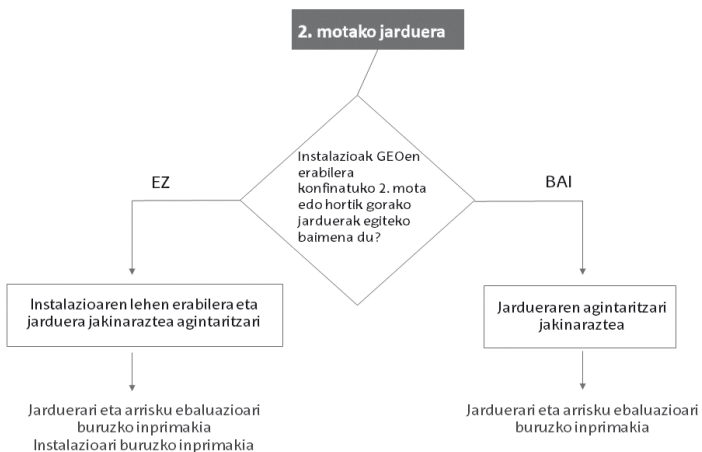 2. motako jarduera
Instalazioak GEOen
erabilera
konfinatuko 2. mota
edo hortik gorako
jarduerak egiteko
baimena du?
EZ
BAI
Instalazioaren lehen erabilera eta
jarduera jakinaraztea agintaritzari
Jardueraren agintaritzari
jakinaraztea
Jarduerari eta arrisku ebaluazioari
buruzko inprimakia
Instalazioari buruzko inprimakia
Jarduerari eta arrisku ebaluazioari
buruzko inprimakia